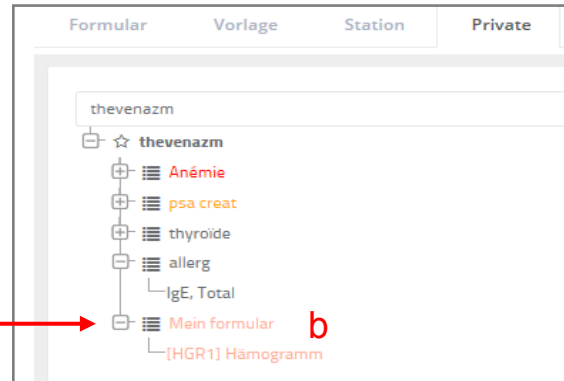 Formular Vorlage Station Private
thevenazm
thevenazm
Anémie
psa creat
thyroïde
allerg
IgE, Total
Mein formular b
[HGR1] Hämogramm